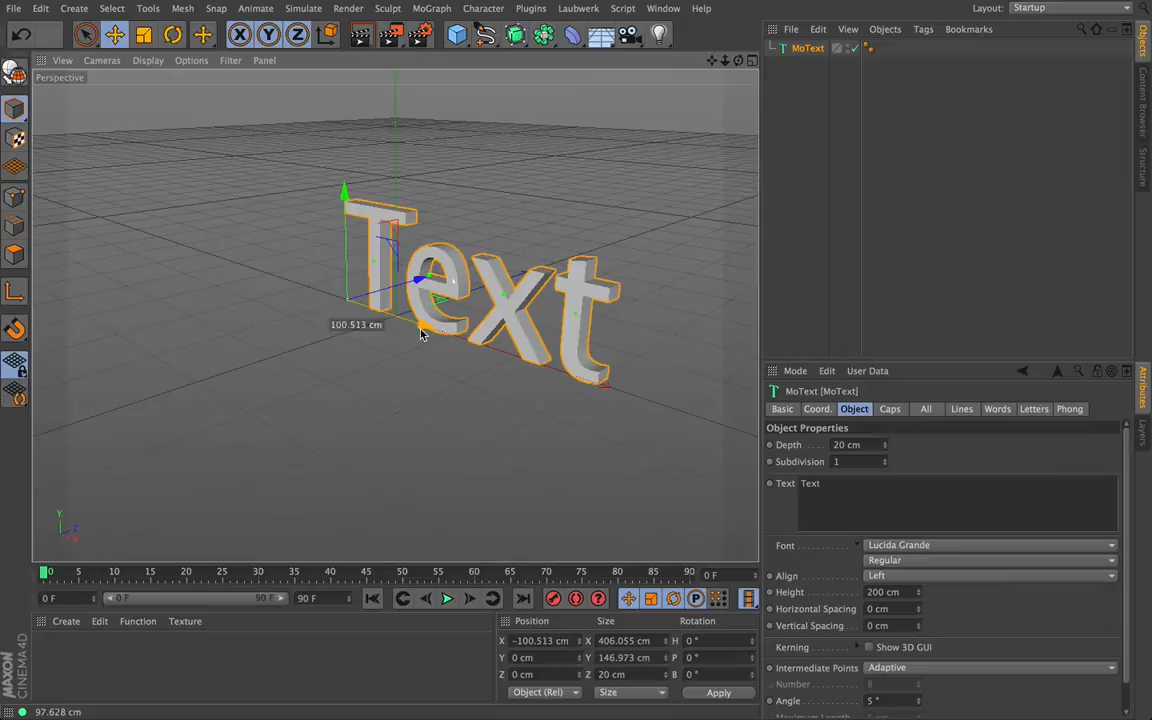 File Edit Create Select Tools Mesh Snap Animate Simulate Render Sculpt MoGraph Character Plugins Laubwerk Script Window Help Layout: Startup
X Y Z
File Edit View Objects Tags Bookmarks
MoText
View Cameras Display Options Filter Panel
Perspective
Text
100.513 cm
Y
Z
X
Objects
Content Browser
Structure
Mode Edit User Data
MoText [MoText]
Basic Coord. Object Caps All Lines Words Letters Phong
Object Properties
Depth 20 cm
Subdivision 1
Text Text
Font Lucida Grande
Regular
Align Left
Height 200 cm
Horizontal Spacing 0 cm
Vertical Spacing 0 cm
Kerning Show 3D GUI
Intermediate Points Adaptive
Number 8
Angle 5 °
Attributes
Layers
0 5 10 15 20 25 30 35 40 45 50 55 60 65 70 75 80 85 90 0 F
0 F 0 F 90 F 90 F
P
Create Edit Function Texture
Position Size Rotation
X -100.513 cm X 406.055 cm H 0 °
Y 0 cm Y 146.973 cm P 0 °
Z 0 cm Z 20 cm B 0 °
Object (Rel) Size Apply
MAXON
CINEMA4D
97.628 cm